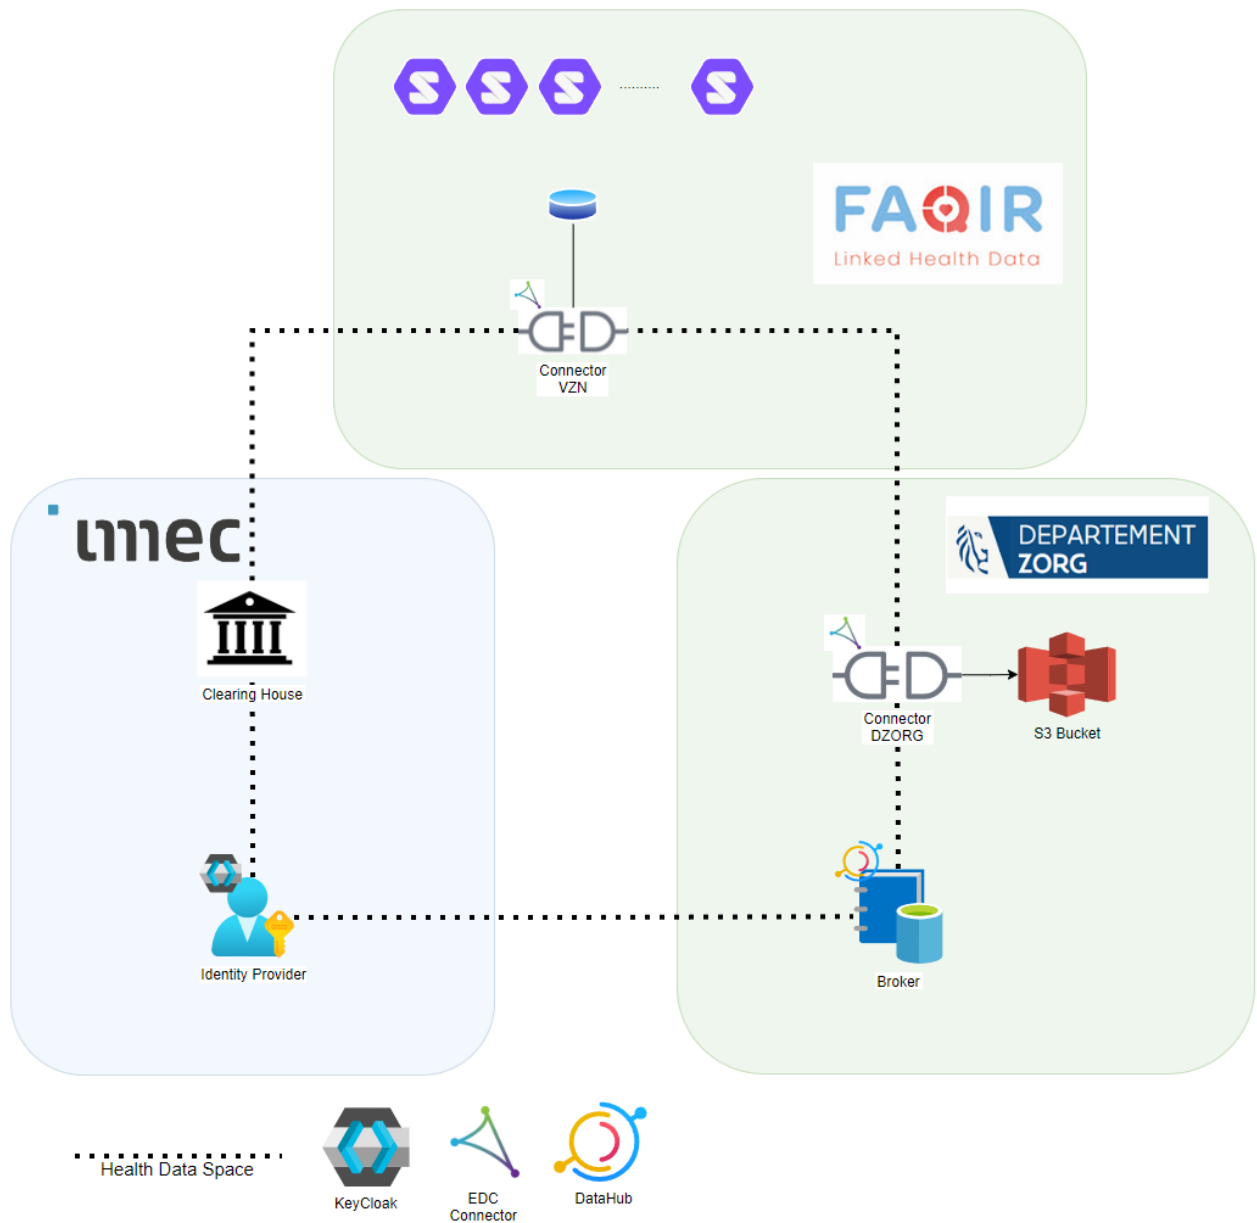 FAQIR
Linked Health Data
Connector
VZN
imec
DEPARTEMENT
ZORG
Clearing House
Connector
DZORG
S3 Bucket
Identity Provider
Broker
Health Data Space
KeyCloak
EDC
Connector
DataHub